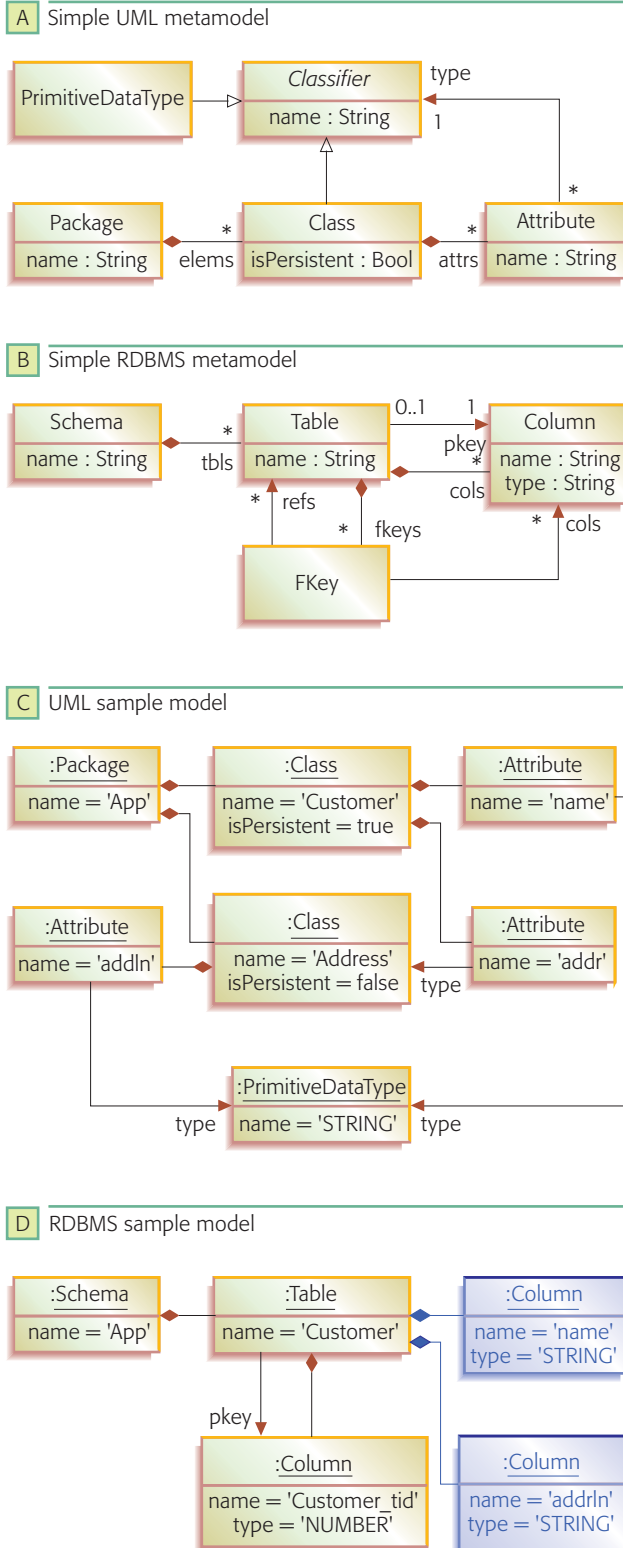 A Simple UML metamodel
PrimitiveDataType
Classifier
name : String
type
1
*
Package
name : String
*
elems
Class
isPersistent : Bool
*
attrs
Attribute
name : String
B Simple RDBMS metamodel
Schema
name : String
*
tbls
Table
name : String
0..1
1
pkey
*
cols
Column
name : String
type : String
*
refs
*
fkeys
*
cols
FKey
C UML sample model
:Package
name = 'App'
:Class
name = 'Customer'
isPersistent = true
:Attribute
name = 'name'
:Attribute
name = 'addln'
:Class
name = 'Address'
isPersistent = false
type
:Attribute
name = 'addr'
type
:PrimitiveDataType
name = 'STRING'
type
D RDBMS sample model
:Schema
name = 'App'
:Table
name = 'Customer'
:Column
name = 'name'
type = 'STRING'
pkey
:Column
name = 'Customer_tid'
type = 'NUMBER'
:Column
name = 'addrln'
type = 'STRING'